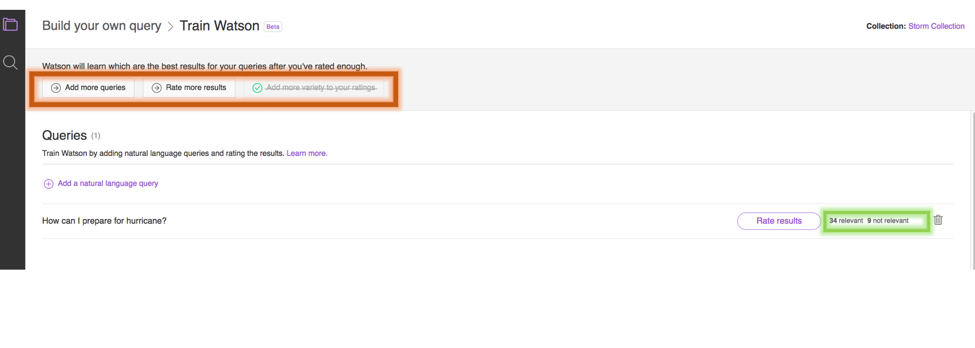 Build your own query > Train Watson Beta
Collection: Storm Collection
Watson will learn which are the best results for your queries after you've rated enough.
Add more queries Rate more results Add more variety to your ratings.
Queries (1)
Train Watson by adding natural language queries and rating the results. Learn more.
Add a natural language query
How can I prepare for hurricane? Rate results 34 relevant 9 not relevant